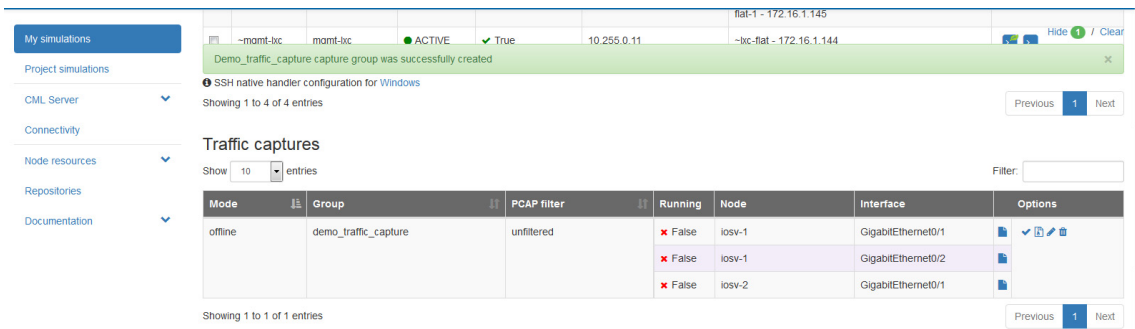 My simulations
Project simulations
CML Server
Connectivity
Node resources
Repositories
Documentation
flat-1 - 172.16.1.145
~mgmt-lxc mgmt-lxc ACTIVE True 10.255.0.11 ~lxc-flat - 172.16.1.144
Hide 1 / Clear
Demo_traffic_capture capture group was successfully created ×
SSH native handler configuration for Windows
Showing 1 to 4 of 4 entries
Previous 1 Next
Traffic captures
Show 10 entries
Filter:
Mode Group PCAP filter Running Node Interface Options
offline demo_traffic_capture unfiltered False iosv-1 GigabitEthernet0/1
False iosv-1 GigabitEthernet0/2
False iosv-2 GigabitEthernet0/1
Showing 1 to 1 of 1 entries
Previous 1 Next